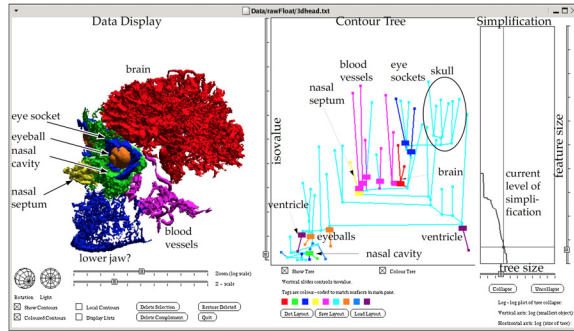 Data/rawFloat/3dhead.txt
Data Display
Contour Tree
Simplification
brain
eye socket
eyeball
nasal
cavity
nasal
septum
blood
vessels
lower jaw?
isovalue
blood
vessels
eye
sockets
skull
nasal
septum
brain
ventricle
eyeballs
ventricle
nasal cavity
feature size
current
level of
simpli-
fication
tree size
Zoom (log scale)
Z - scale
Rotation Light
Show Contours
Local Contours
Delete Selection
Restore Deleted
Coloured Contours
Display Lists
Delete Complement
Quit
Show Tree
Colour Tree
Vertical slider controls isovalue.
Tags are colour-coded to match surfaces in main pane.
Dot Layout
Save Layout
Load Layout
Collapse
Uncollapse
Log-log plot of tree collapse:
Vertical axis: log (smallest object)
Horizontal axis: log (size of tree)